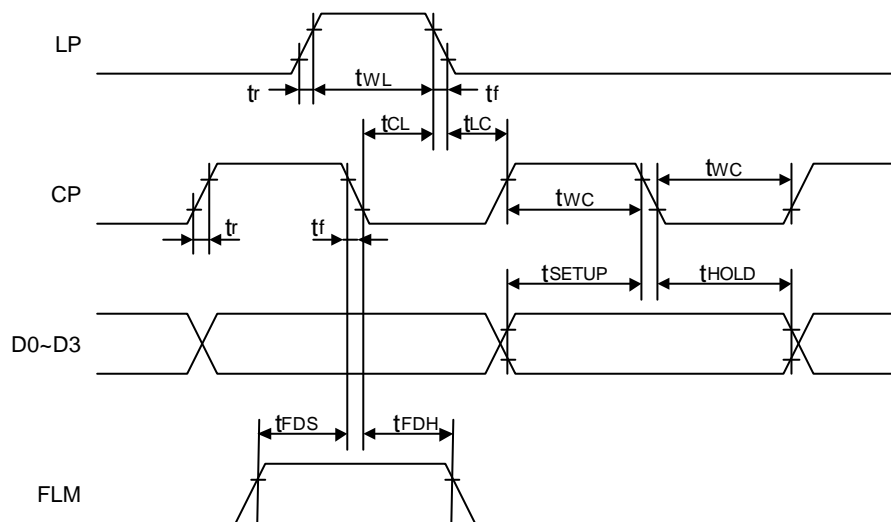 LP
tr
tWL
tf
tCL
tLC
CP
tr
tf
tWC
tWC
tSETUP
tHOLD
D0~D3
tFDS
tFDH
FLM